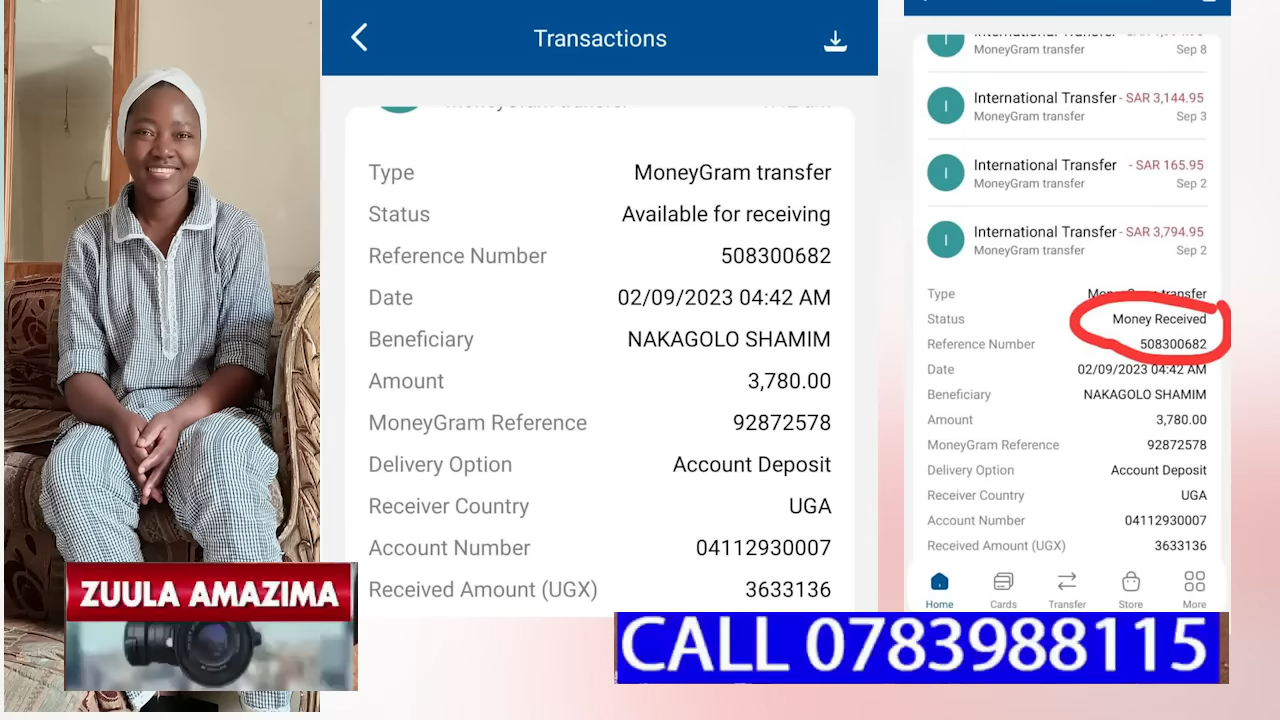 Transactions
Type MoneyGram transfer
Status Available for receiving
Reference Number 508300682
Date 02/09/2023 04:42 AM
Beneficiary NAKAGOLO SHAMIM
Amount 3,780.00
MoneyGram Reference 92872578
Delivery Option Account Deposit
Receiver Country UGA
Account Number 04112930007
Received Amount (UGX) 3633136
ZUULA AMAZIMA
International Transfer
MoneyGram transfer Sep 8
I International Transfer - SAR 3,144.95
MoneyGram transfer Sep 3
I International Transfer - SAR 165.95
MoneyGram transfer Sep 2
I International Transfer - SAR 3,794.95
MoneyGram transfer Sep 2
Type MoneyGram transfer
Status Money Received
Reference Number 508300682
Date 02/09/2023 04:42 AM
Beneficiary NAKAGOLO SHAMIM
Amount 3,780.00
MoneyGram Reference 92872578
Delivery Option Account Deposit
Receiver Country UGA
Account Number 04112930007
Received Amount (UGX) 3633136
Home Cards Transfer Store More
CALL 0783988115